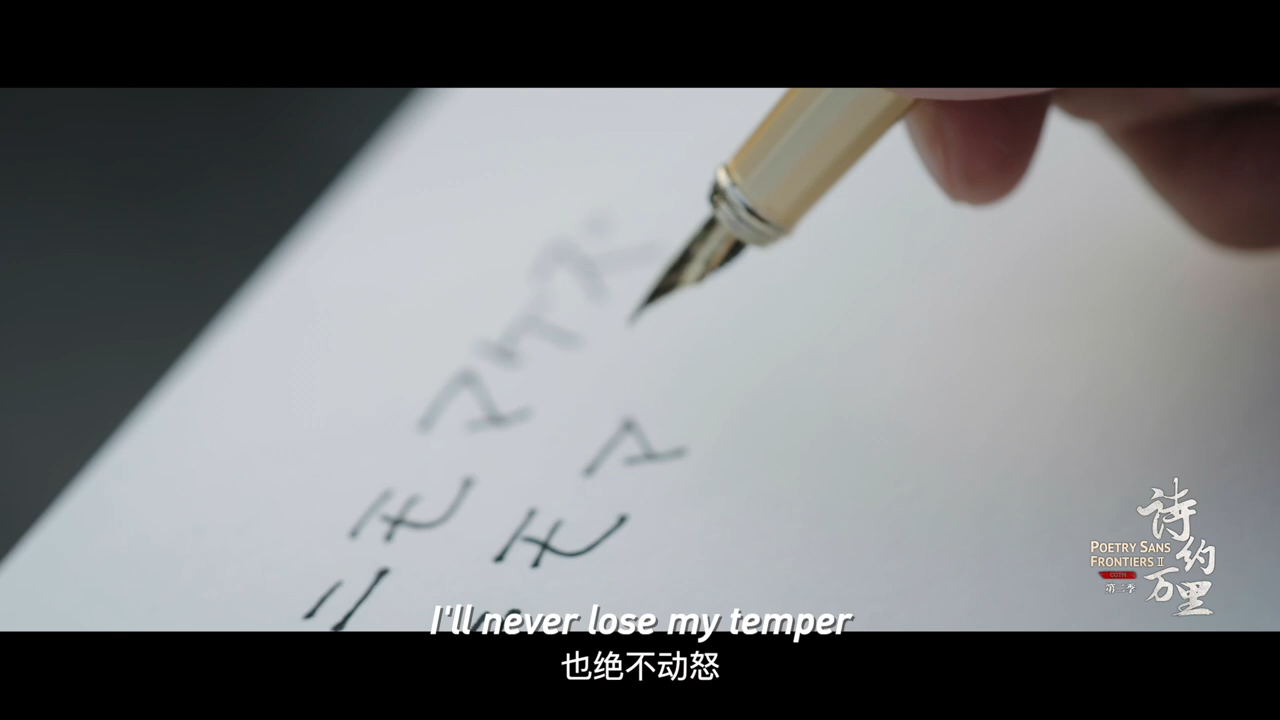 ニモマケズ
モマ
诗约万里
POETRY SANS
FRONTIERS Ⅱ
CGTN
第二季
I'll never lose my temper
也绝不动怒